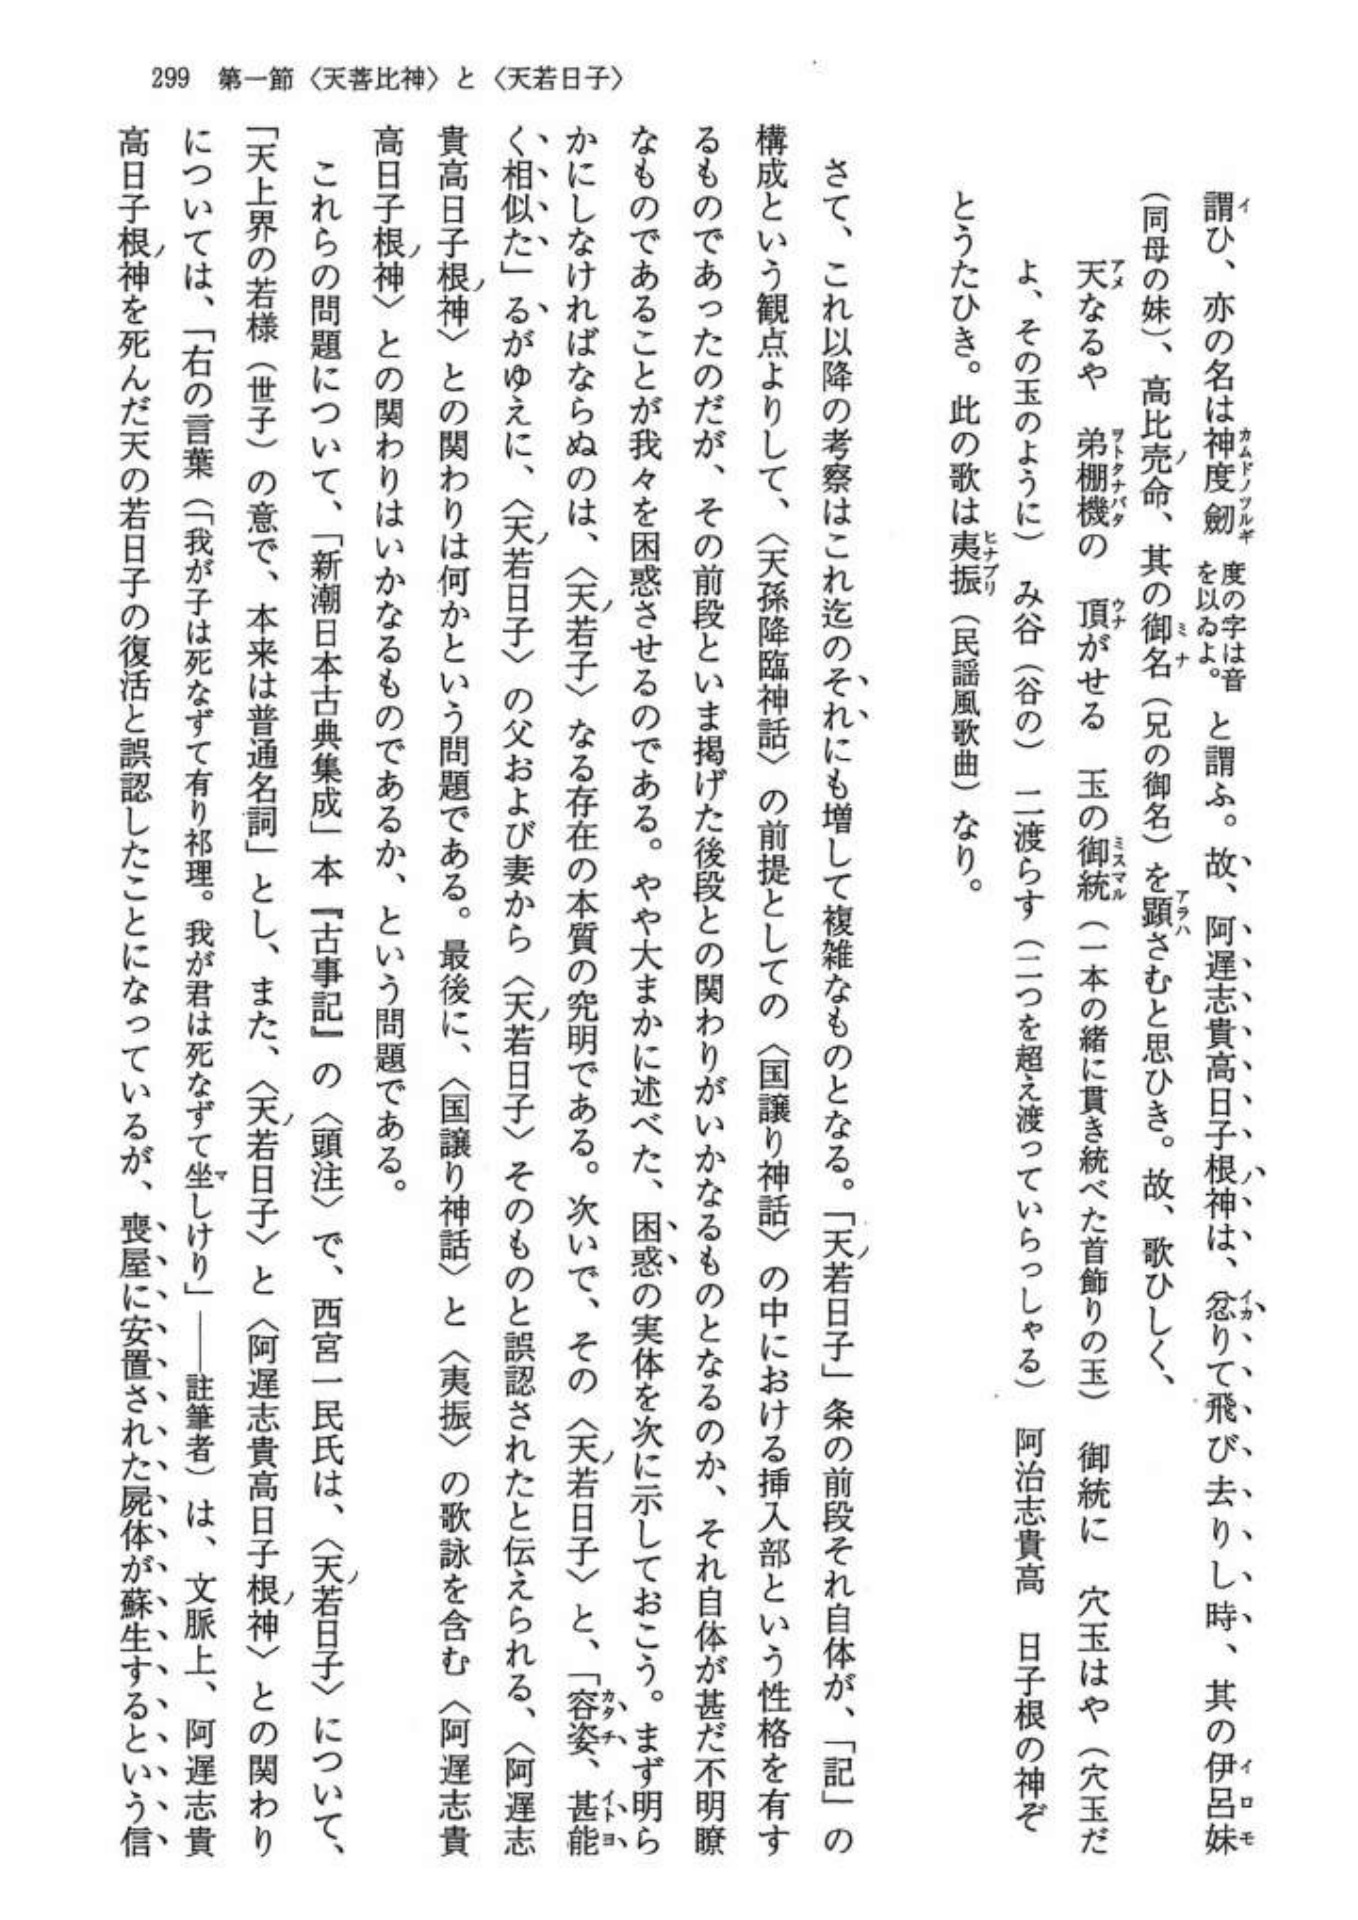 299 第一節〈天菩比神〉と〈天若日子〉
謂ひ、亦の名は神度劒 度の字は音を以ゐよ。 と謂ふ。故、阿遅志貴高日子根神は、忿りて飛び去りし時、其の伊呂妹
(同母の妹)、高比売命、其の御名(兄の御名)を顕さむと思ひき。故、歌ひしく、
天なるや 弟棚機の 頂がせる 玉の御統(一本の緒に貫き統べた首飾りの玉) 御統に 穴玉はや(穴玉だ
よ、その玉のように) み谷(谷の) 二渡らす(二つを超え渡っていらっしゃる) 阿治志貴高 日子根の神ぞ
とうたひき。此の歌は夷振(民謡風歌曲)なり。
さて、これ以降の考察はこれ迄のそれにも増して複雑なものとなる。「天若日子」条の前段それ自体が、「記」の
構成という観点よりして、〈天孫降臨神話〉の前提としての〈国譲り神話〉の中における挿入部という性格を有す
るものであったのだが、その前段といま掲げた後段との関わりがいかなるものとなるのか、それ自体が甚だ不明瞭
なものであることが我々を困惑させるのである。やや大まかに述べた、困惑の実体を次に示しておこう。まず明ら
かにしなければならぬのは、〈天若子〉なる存在の本質の究明である。次いで、その〈天若日子〉と、「容姿、甚能
く相似た」るがゆえに、〈天若日子〉の父および妻から〈天若日子〉そのものと誤認されたと伝えられる、〈阿遅志
貴高日子根神〉との関わりは何かという問題である。最後に、〈国譲り神話〉と〈夷振〉の歌詠を含む〈阿遅志貴
高日子根神〉との関わりはいかなるものであるか、という問題である。
これらの問題について、「新潮日本古典集成」本『古事記』の〈頭注〉で、西宮一民氏は、〈天若日子〉について、
「天上界の若様(世子)の意で、本来は普通名詞」とし、また、〈天若日子〉と〈阿遅志貴高日子根神〉との関わり
については、「右の言葉(「我が子は死なずて有り祁理。我が君は死なずて坐しけり」――註筆者)は、文脈上、阿遅志貴
高日子根神を死んだ天の若日子の復活と誤認したことになっているが、喪屋に安置された屍体が蘇生するという信